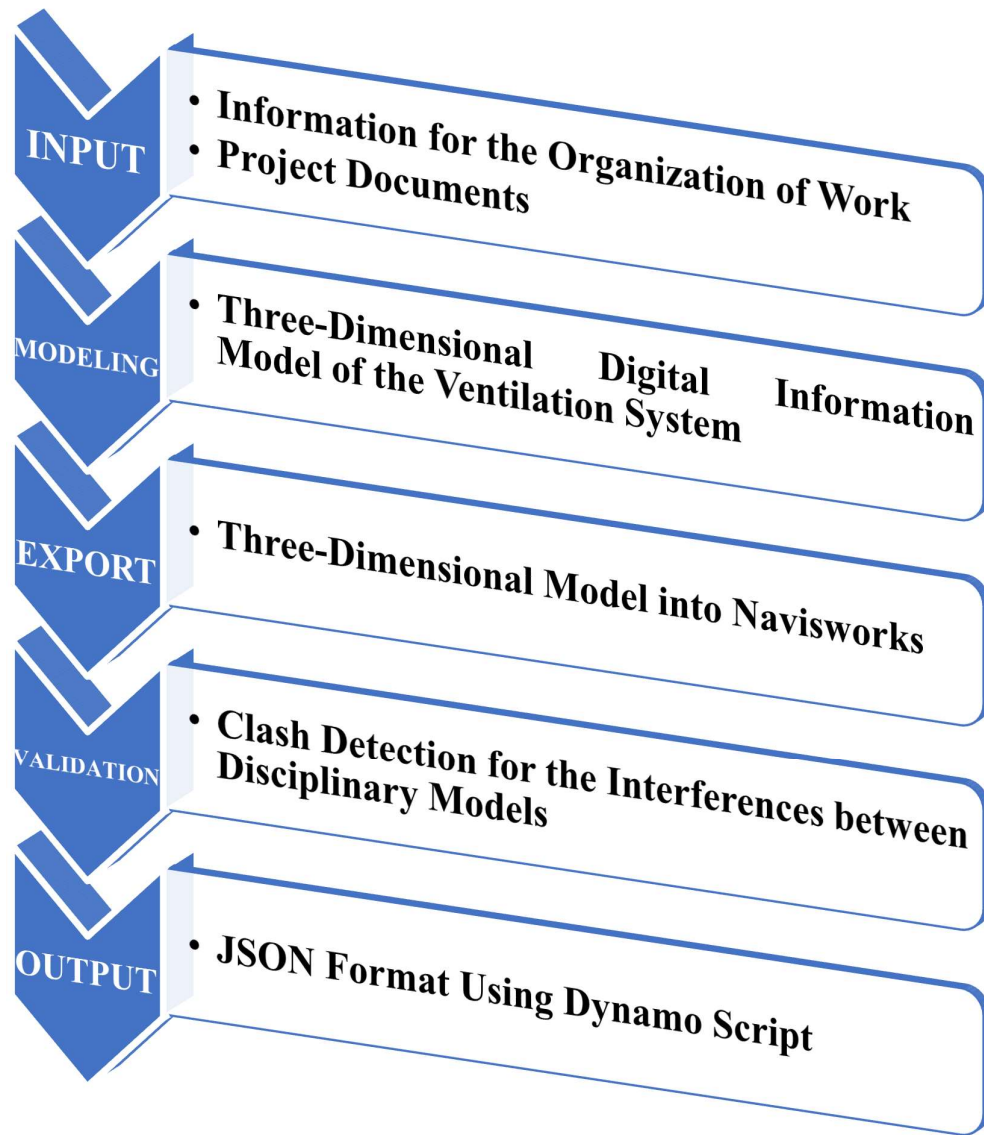 INPUT
• Information for the Organization of Work
• Project Documents
MODELING
• Three-Dimensional Digital Information
Model of the Ventilation System
EXPORT
• Three-Dimensional Model into Navisworks
VALIDATION
• Clash Detection for the Interferences between
Disciplinary Models
OUTPUT
• JSON Format Using Dynamo Script